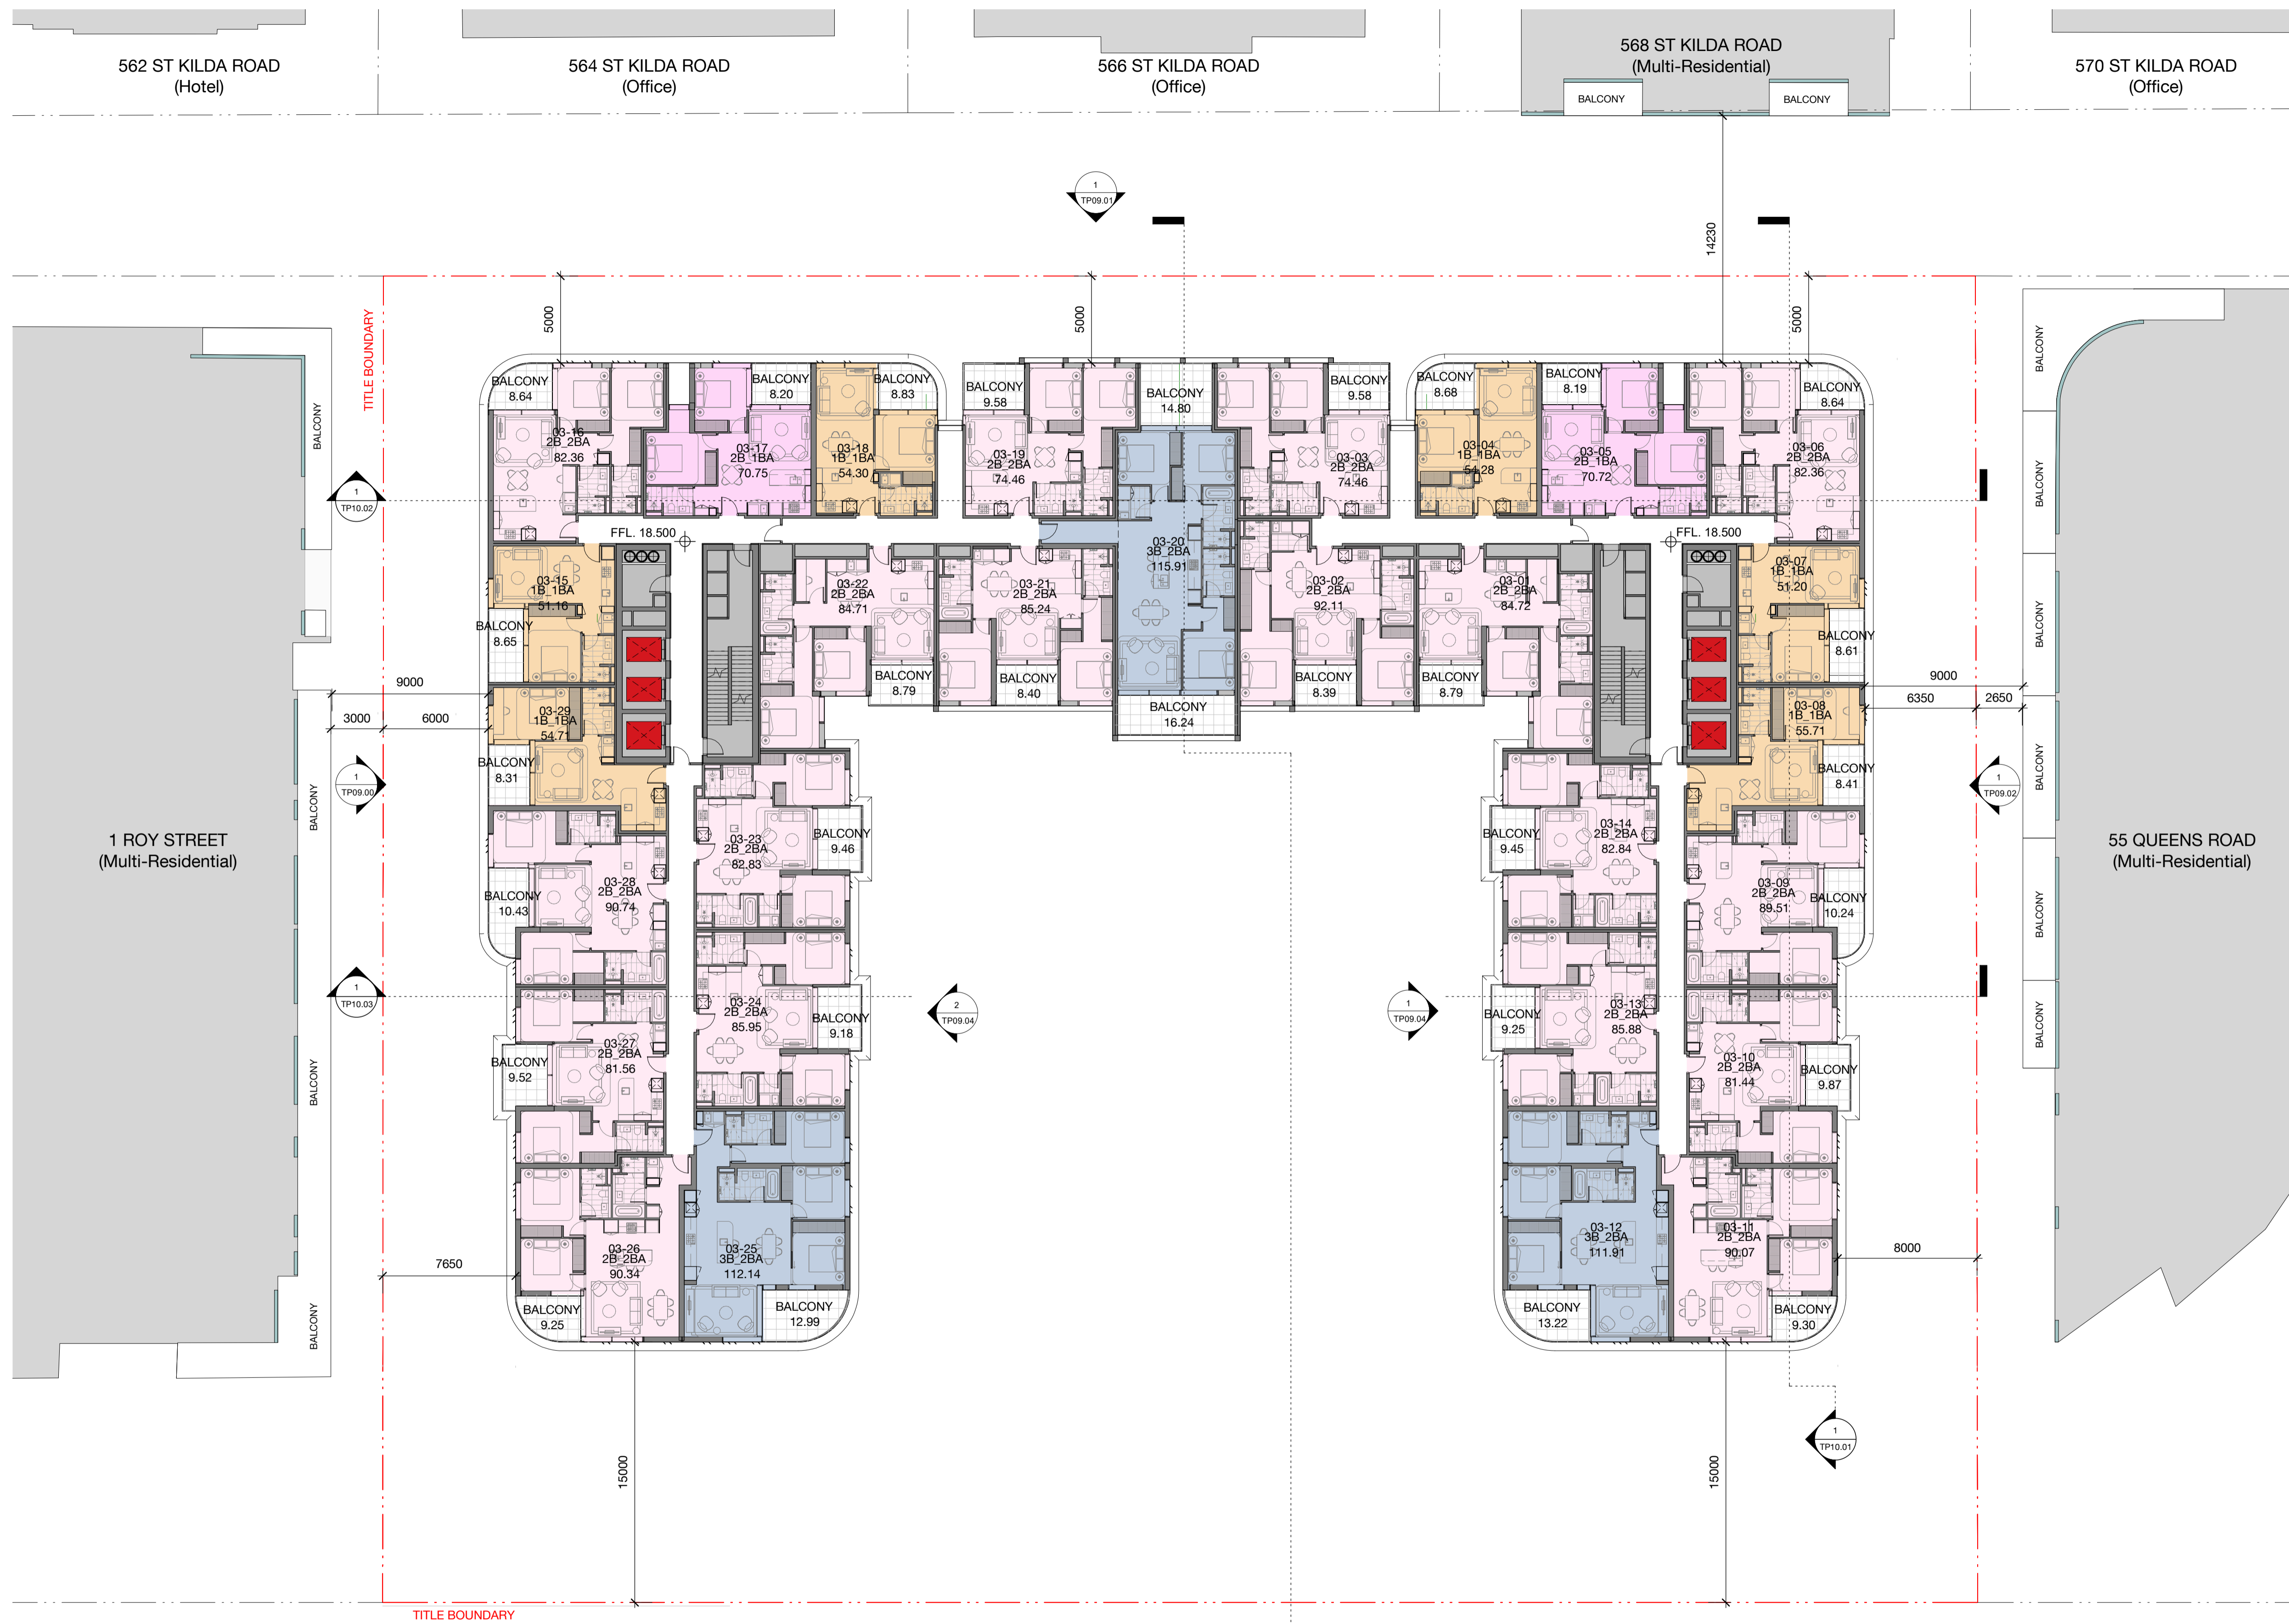 562 ST KILDA ROAD
(Hotel)
564 ST KILDA ROAD
(Office)
566 ST KILDA ROAD
(Office)
568 ST KILDA ROAD
(Multi-Residential)
BALCONY
BALCONY
570 ST KILDA ROAD
(Office)
1
TP09.01
14230
TITLE BOUNDARY
5000
5000
5000
BALCONY
BALCONY
BALCONY
8.64
03-16
2B_2BA
82.36
BALCONY
8.20
03-17
2B_1BA
70.75
BALCONY
8.83
03-18
1B_1BA
54.30
BALCONY
9.58
03-19
2B_2BA
74.46
BALCONY
14.80
BALCONY
9.58
03-03
2B_2BA
74.46
BALCONY
8.68
03-04
1B_1BA
54.28
BALCONY
8.19
03-05
2B_1BA
70.72
BALCONY
8.64
03-06
2B_2BA
82.36
BALCONY
1
TP10.02
FFL. 18.500
FFL. 18.500
03-15
1B_1BA
51.16
BALCONY
8.65
03-22
2B_2BA
84.71
BALCONY
8.79
03-21
2B_2BA
85.24
BALCONY
8.40
03-20
3B_2BA
115.91
BALCONY
16.24
03-02
2B_2BA
92.11
BALCONY
8.39
03-01
2B_2BA
84.72
BALCONY
8.79
03-07
1B_1BA
51.20
BALCONY
8.61
BALCONY
9000
3000
6000
9000
6350
2650
03-29
1B_1BA
54.71
BALCONY
8.31
03-08
1B_1BA
55.71
BALCONY
8.41
BALCONY
1
TP09.00
1
TP09.02
BALCONY
1 ROY STREET
(Multi-Residential)
55 QUEENS ROAD
(Multi-Residential)
03-23
2B_2BA
82.83
BALCONY
9.46
BALCONY
9.45
03-14
2B_2BA
82.84
03-28
2B_2BA
90.74
BALCONY
10.43
03-09
2B_2BA
89.51
BALCONY
10.24
BALCONY
1
TP10.03
03-24
2B_2BA
85.95
BALCONY
9.18
2
TP09.04
1
TP09.04
BALCONY
9.25
03-13
2B_2BA
85.88
BALCONY
03-27
2B_2BA
81.56
BALCONY
9.52
03-10
2B_2BA
81.44
BALCONY
9.87
BALCONY
03-26
2B_2BA
90.34
BALCONY
9.25
03-25
3B_2BA
112.14
BALCONY
12.99
03-12
3B_2BA
111.91
BALCONY
13.22
03-11
2B_2BA
90.07
BALCONY
9.30
7650
8000
BALCONY
15000
15000
1
TP10.01
TITLE BOUNDARY